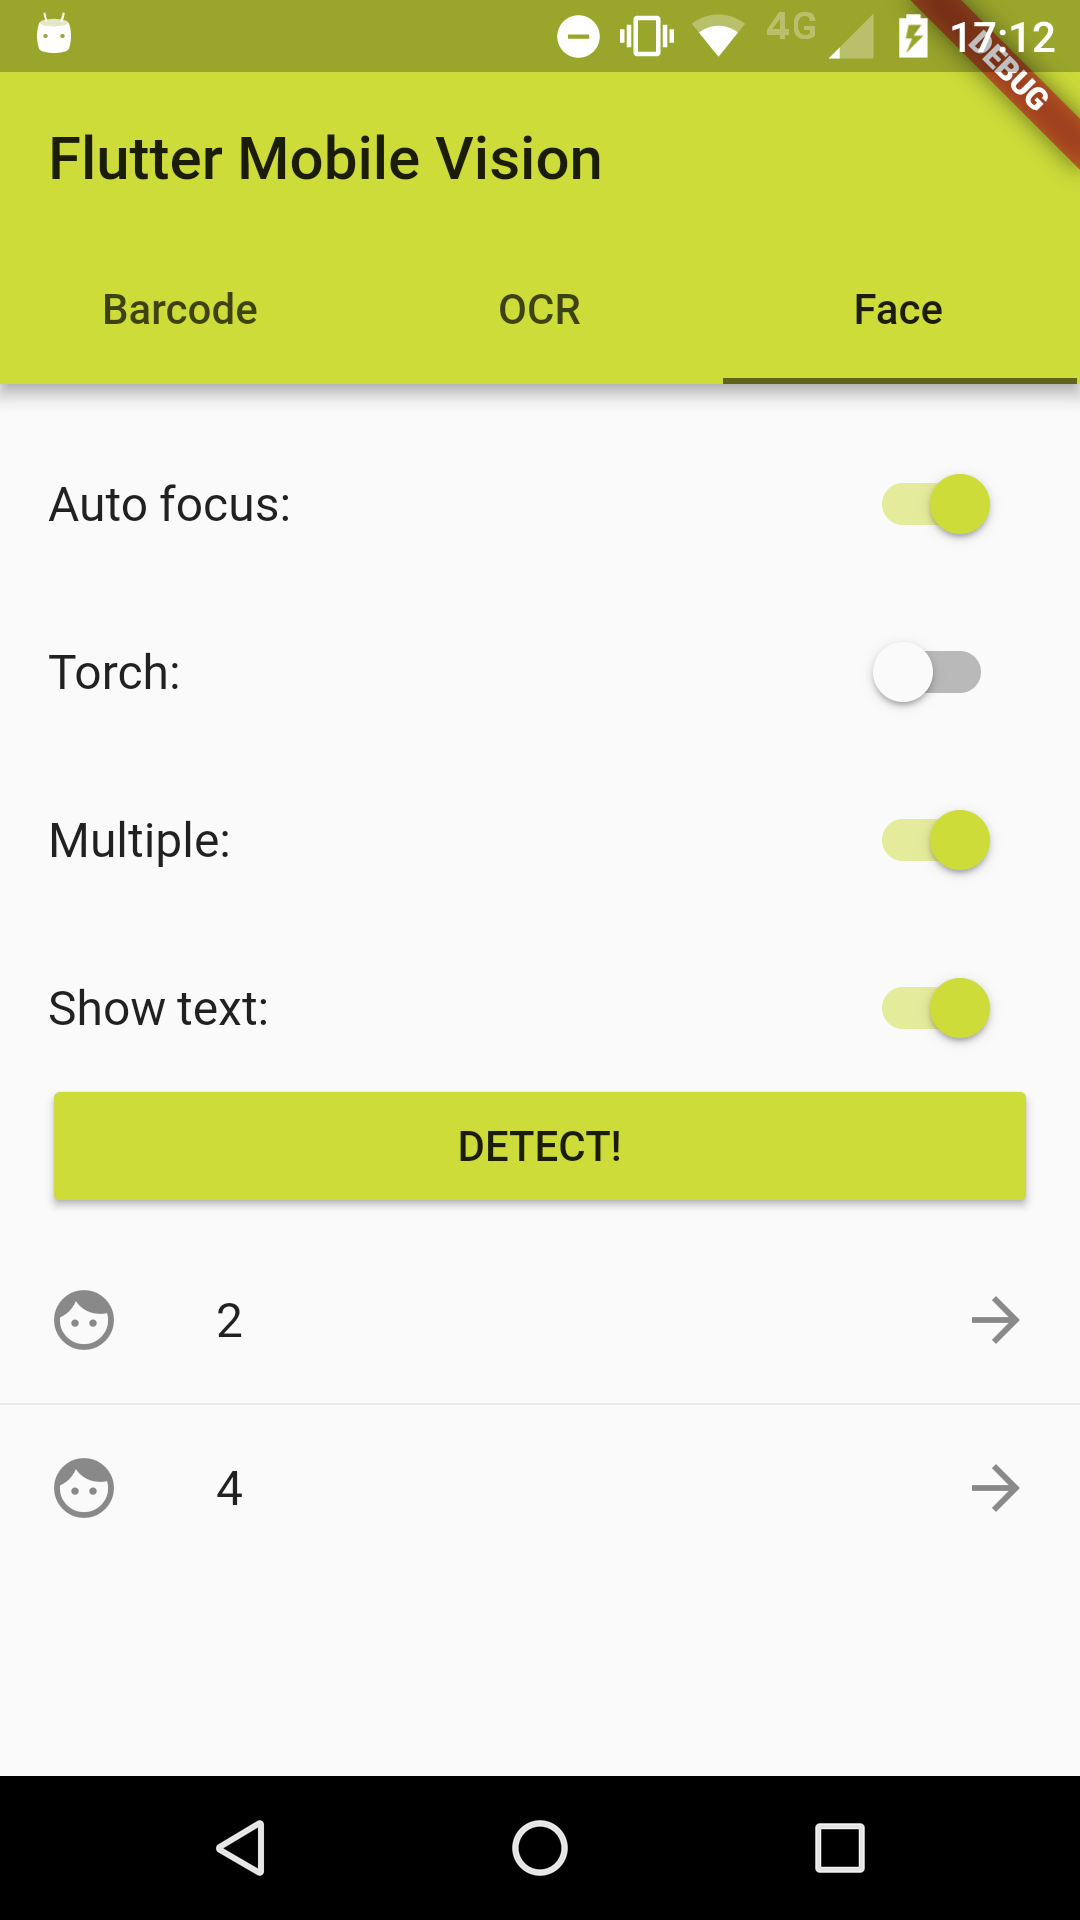 4G 17:12
DEBUG
Flutter Mobile Vision
Barcode OCR Face
Auto focus:
Torch:
Multiple:
Show text:
DETECT!
2
4